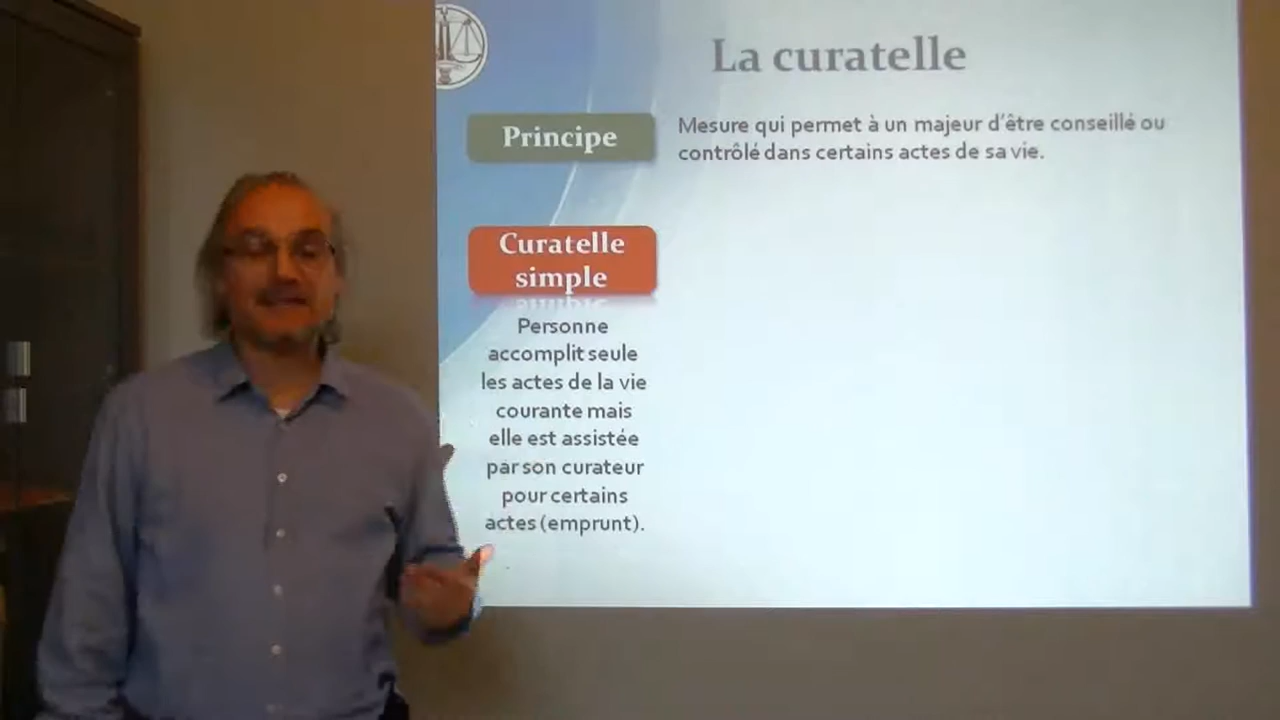 La curatelle
Principe
Mesure qui permet à un majeur d'être conseillé ou
contrôlé dans certains actes de sa vie.
Curatelle
simple
Personne
accomplit seule
les actes de la vie
courante mais
elle est assistée
par son curateur
pour certains
actes (emprunt).